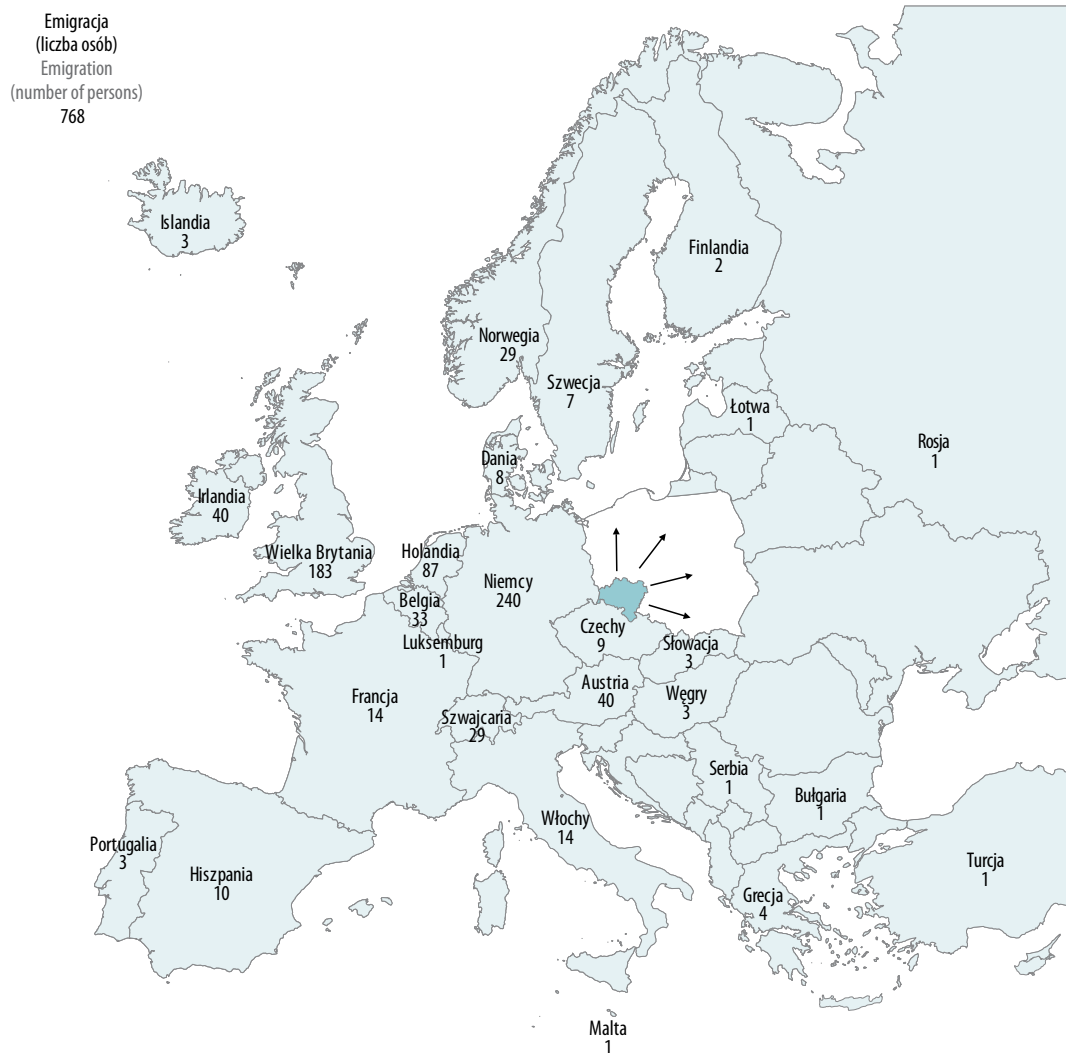 Emigracja
(liczba osób)
Emigration
(number of persons)
768
Islandia
3
Finlandia
2
Norwegia
29
Szwecja
7
Łotwa
1
Rosja
1
Dania
8
Irlandia
40
Wielka Brytania
183
Holandia
87
Niemcy
240
Belgia
33
Luksemburg
1
Czechy
9
Słowacja
3
Austria
40
Węgry
3
Francja
14
Szwajcaria
29
Serbia
1
Bułgaria
1
Włochy
14
Portugalia
3
Hiszpania
10
Grecja
4
Turcja
1
Malta
1